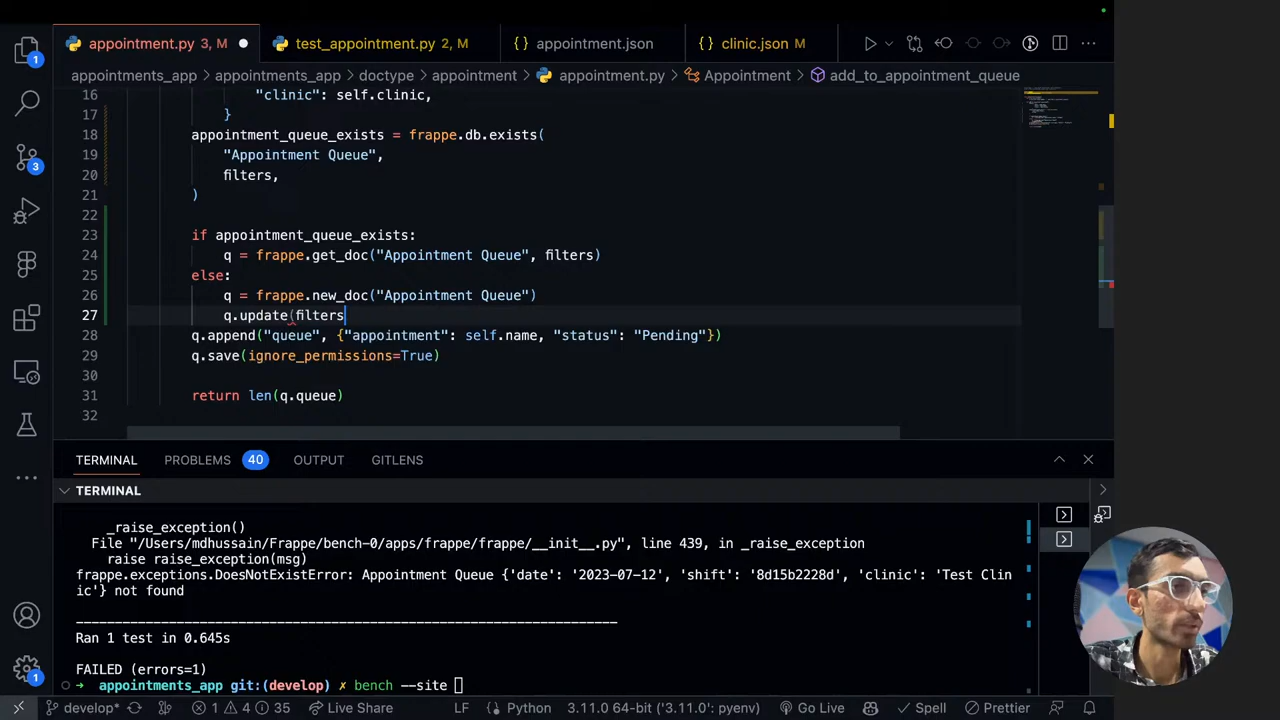 appointment.py 3, M
test_appointment.py 2, M
{} appointment.json
{} clinic.json M
appointments_app > appointments_app > doctype > appointment > appointment.py > Appointment > add_to_appointment_queue
16 "clinic": self.clinic,
17 }
18 appointment_queue_exists = frappe.db.exists(
19 "Appointment Queue",
20 filters,
21 )
22
23 if appointment_queue_exists:
24 q = frappe.get_doc("Appointment Queue", filters)
25 else:
26 q = frappe.new_doc("Appointment Queue")
27 q.update(filters
28 q.append("queue", {"appointment": self.name, "status": "Pending"})
29 q.save(ignore_permissions=True)
30
31 return len(q.queue)
32
1
3
1
TERMINAL PROBLEMS 40 OUTPUT GITLENS
TERMINAL
_raise_exception()
File "/Users/mdhussain/Frappe/bench-0/apps/frappe/frappe/__init__.py", line 439, in _raise_exception
raise raise_exception(msg)
frappe.exceptions.DoesNotExistError: Appointment Queue {'date': '2023-07-12', 'shift': '8d15b2228d', 'clinic': 'Test Clin
ic'} not found
----------------------------------------------------------------------
Ran 1 test in 0.645s
FAILED (errors=1)
➜ appointments_app git:(develop) ✗ bench --site
develop* 1 4 35 Live Share LF Python 3.11.0 64-bit ('3.11.0': pyenv) Go Live Spell Prettier